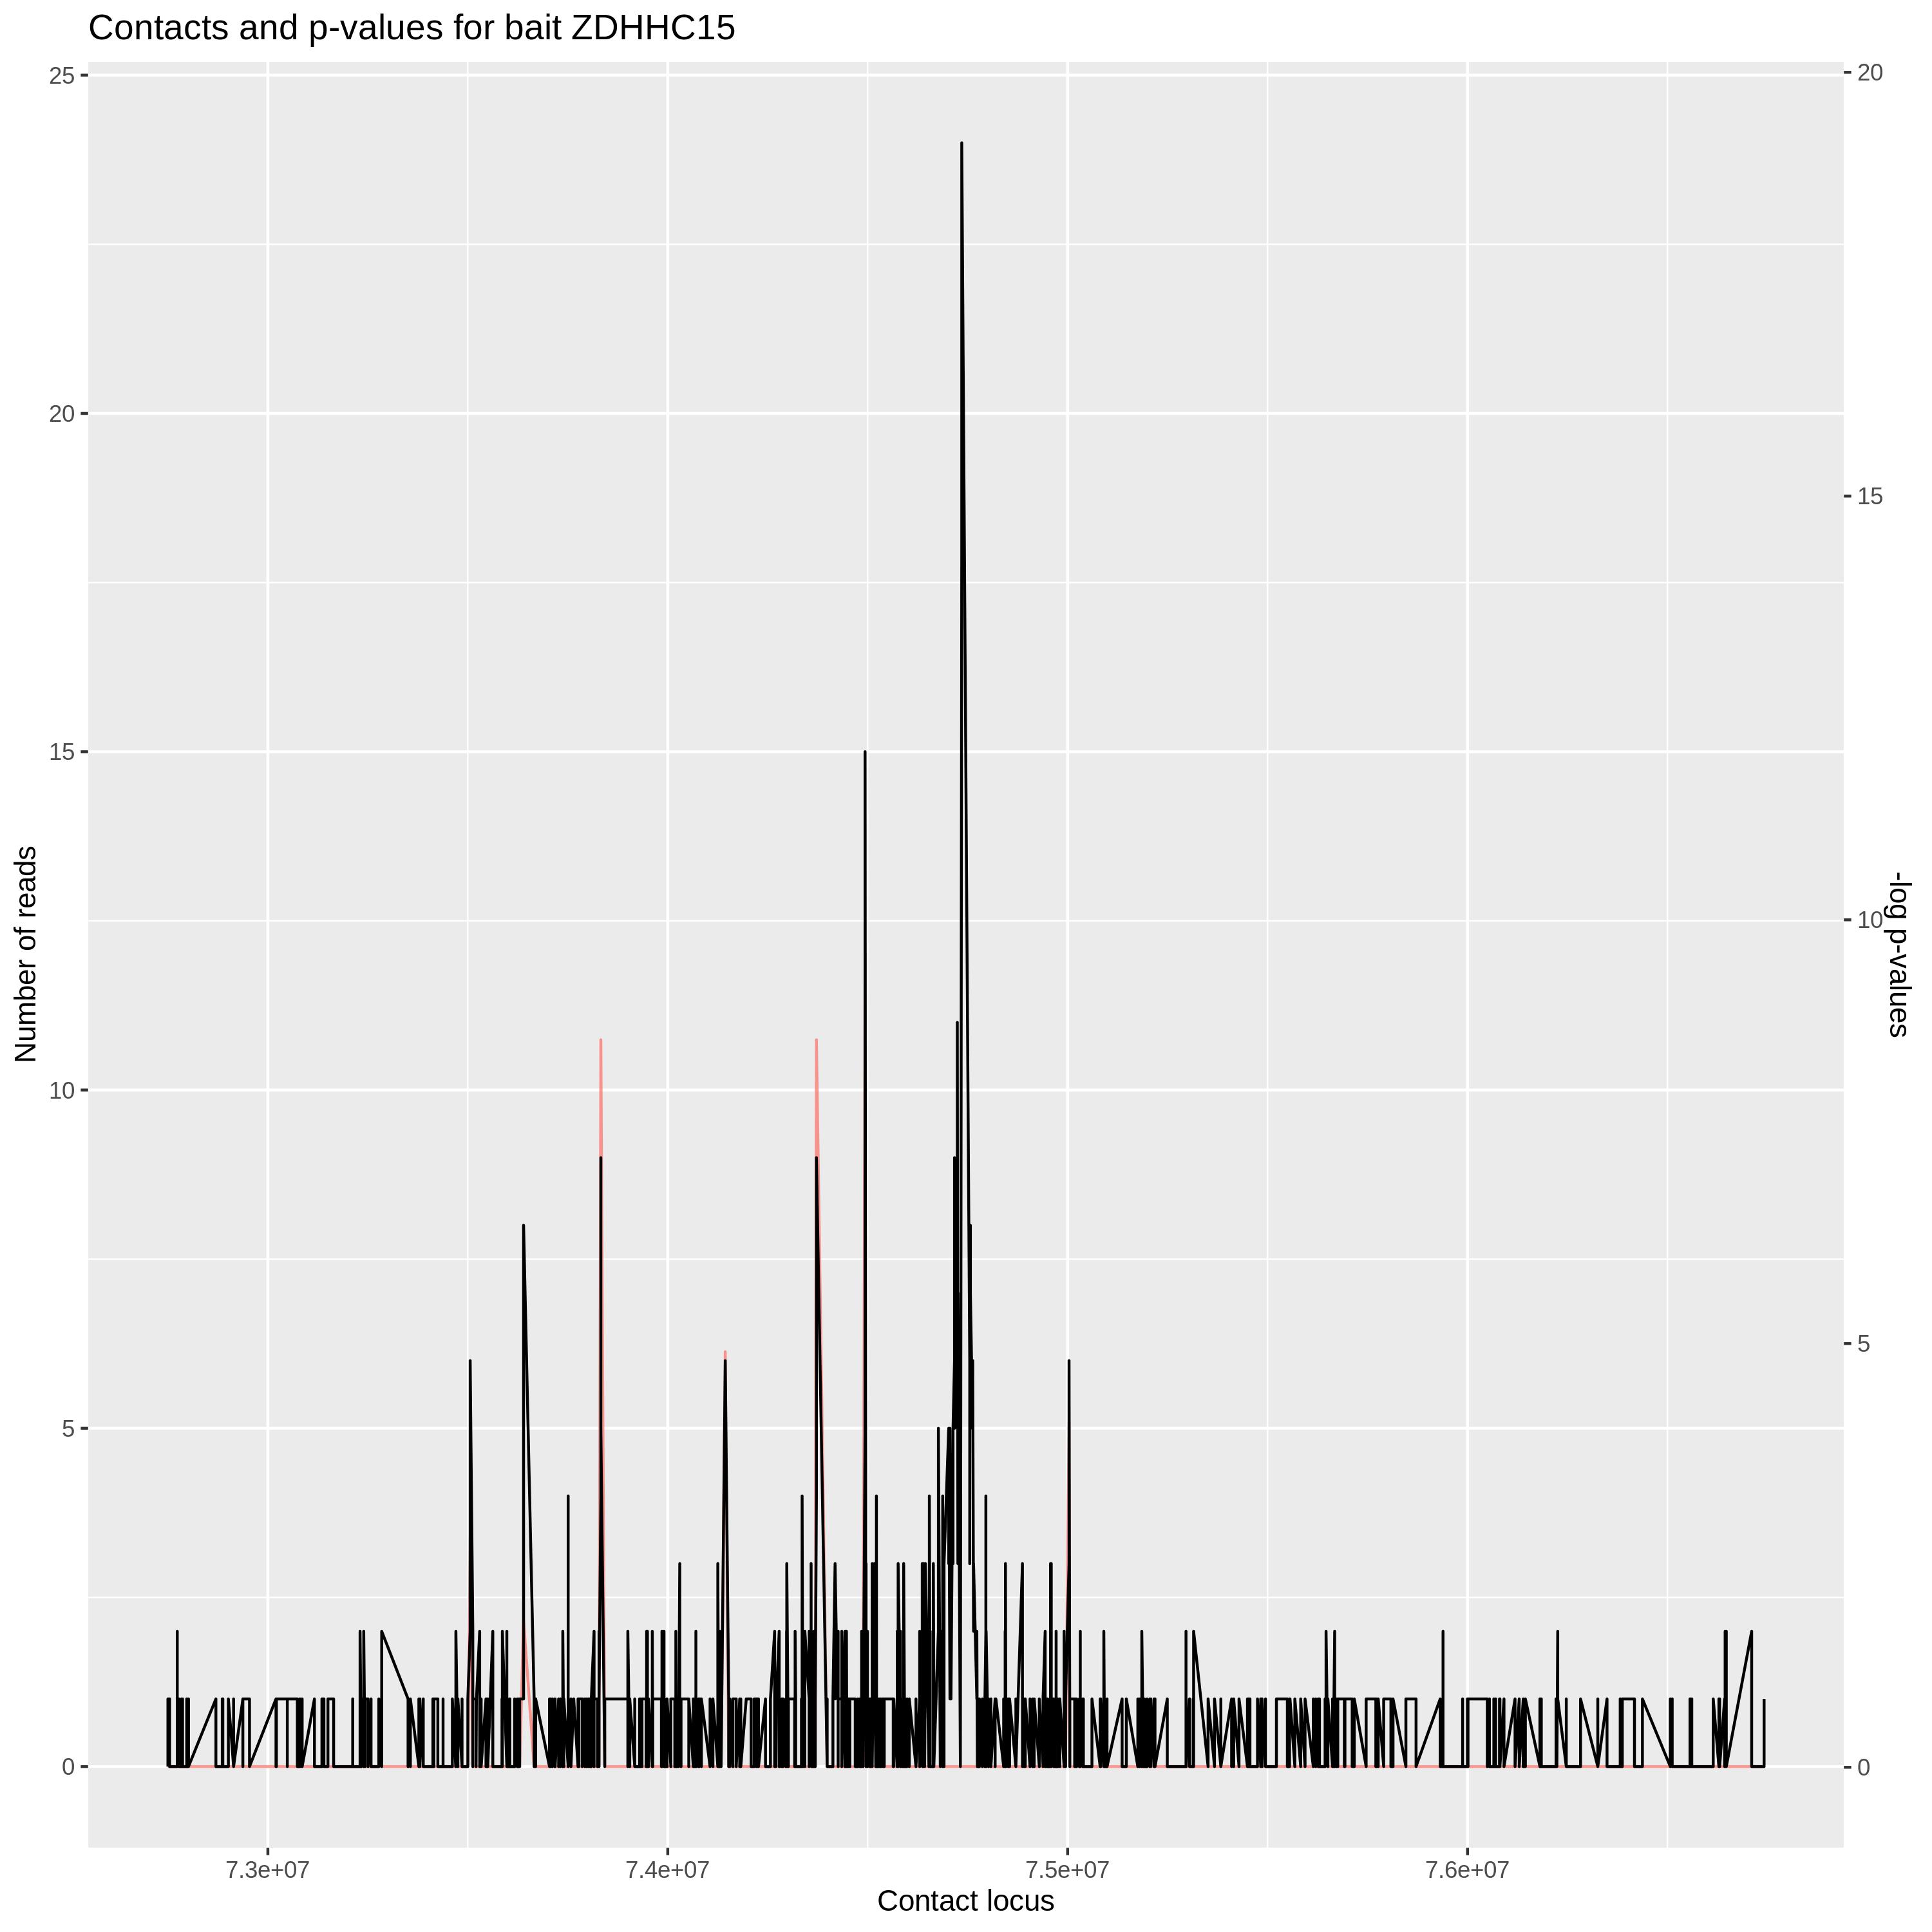 Contacts and p-values for bait ZDHHC15
25
20
15
10
5
0
Number of reads
20
15
10
5
0
-log p-values
7.3e+07 7.4e+07 7.5e+07 7.6e+07
Contact locus